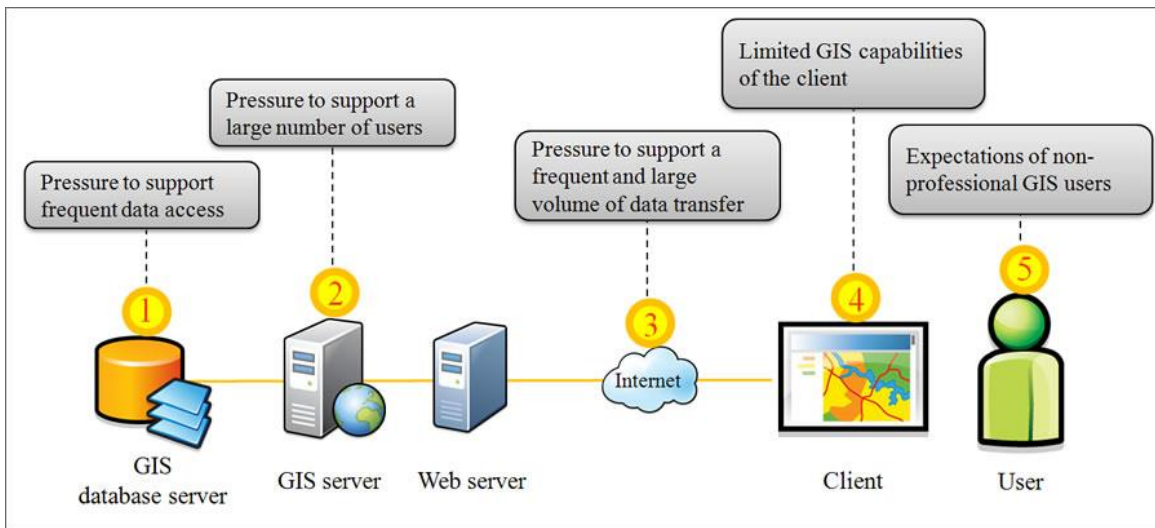 Pressure to support
frequent data access
Pressure to support a
large number of users
Pressure to support a
frequent and large
volume of data transfer
Limited GIS capabilities
of the client
Expectations of non-
professional GIS users
1
2
3
4
5
Internet
GIS
database server
GIS server
Web server
Client
User